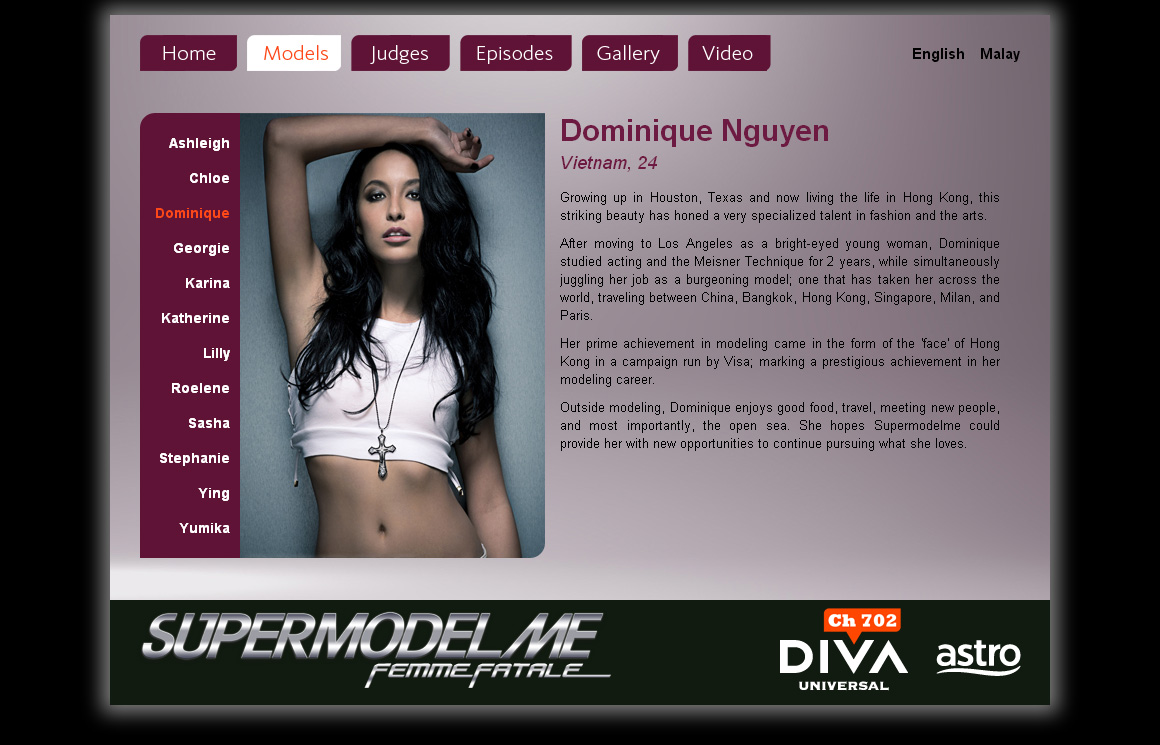 Home Models Judges Episodes Gallery Video English Malay
Ashleigh
Chloe
Dominique
Georgie
Karina
Katherine
Lilly
Roelene
Sasha
Stephanie
Ying
Yumika
Dominique Nguyen
Vietnam, 24
Growing up in Houston, Texas and now living the life in Hong Kong, this
striking beauty has honed a very specialized talent in fashion and the arts.
After moving to Los Angeles as a bright-eyed young woman, Dominique
studied acting and the Meisner Technique for 2 years, while simultaneously
juggling her job as a burgeoning model; one that has taken her across the
world, traveling between China, Bangkok, Hong Kong, Singapore, Milan, and
Paris.
Her prime achievement in modeling came in the form of the 'face' of Hong
Kong in a campaign run by Visa; marking a prestigious achievement in her
modeling career.
Outside modeling, Dominique enjoys good food, travel, meeting new people,
and most importantly, the open sea. She hopes Supermodelme could
provide her with new opportunities to continue pursuing what she loves.
SUPERMODELME
FEMME FATALE
Ch 702
DIVA
UNIVERSAL
astro